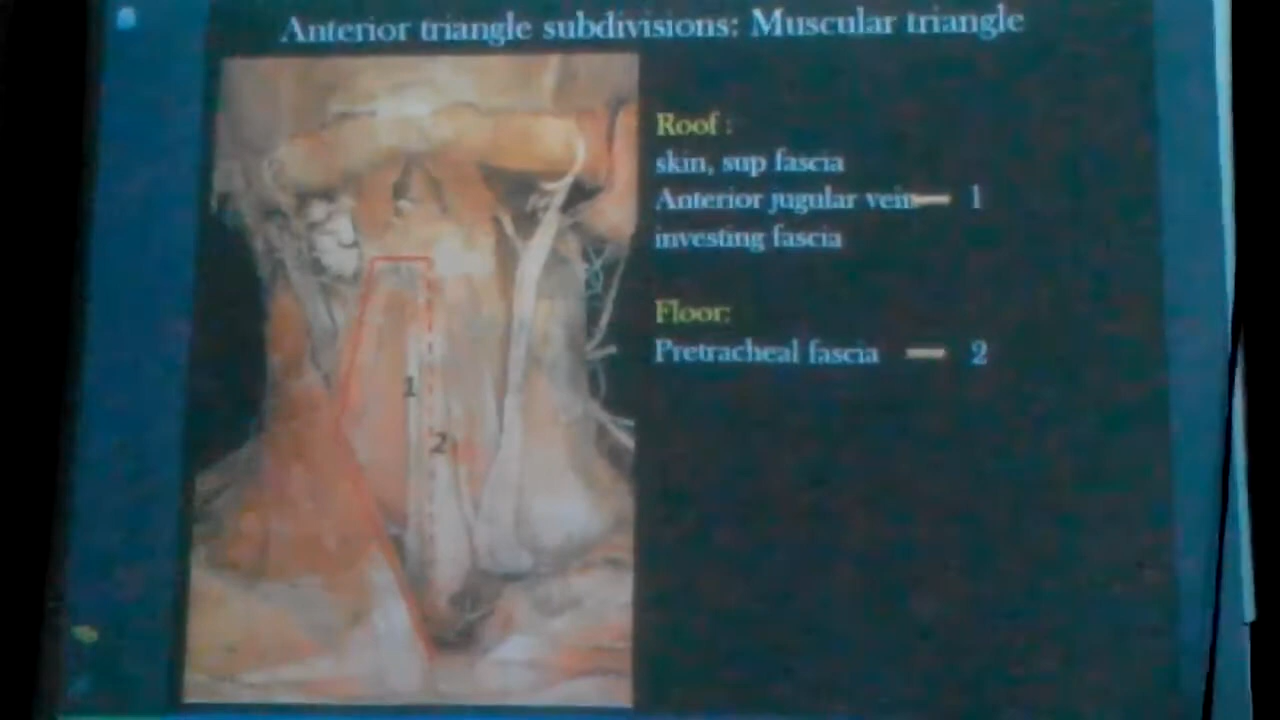 Anterior triangle subdivisions: Muscular triangle
Roof :
skin, sup fascia
Anterior jugular vein — 1
investing fascia
Floor:
Pretracheal fascia — 2
1
2